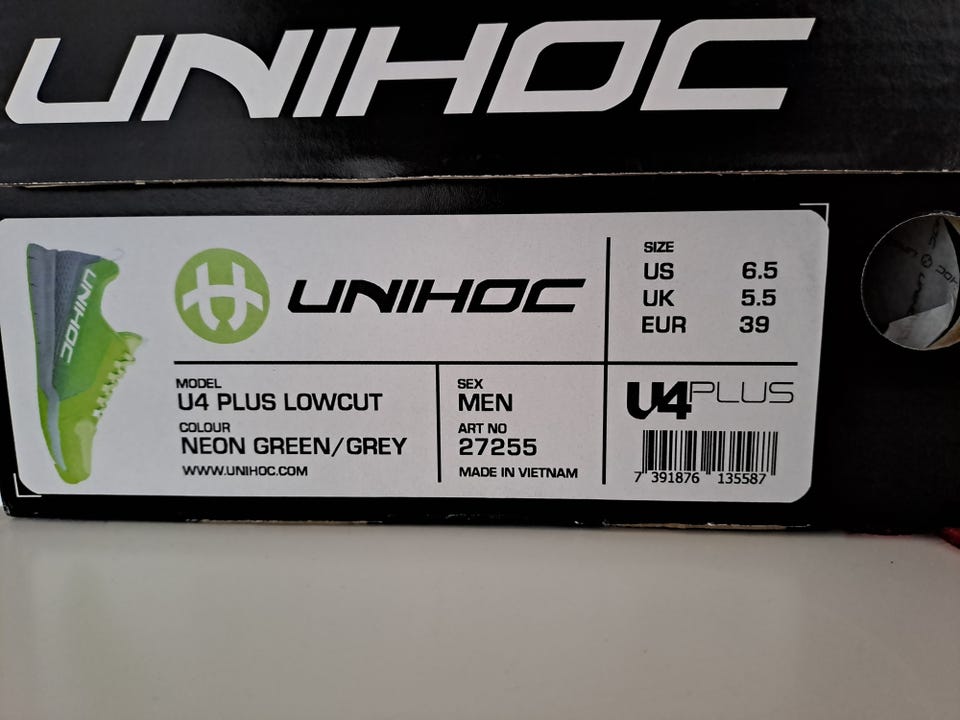 UNIHOC
UNIHOC
UNIHOC
SIZE
US 6.5
UK 5.5
EUR 39
MODEL
U4 PLUS LOWCUT
COLOUR
NEON GREEN/GREY
WWW.UNIHOC.COM
SEX
MEN
ART NO
27255
MADE IN VIETNAM
U4PLUS
7 391876 135587